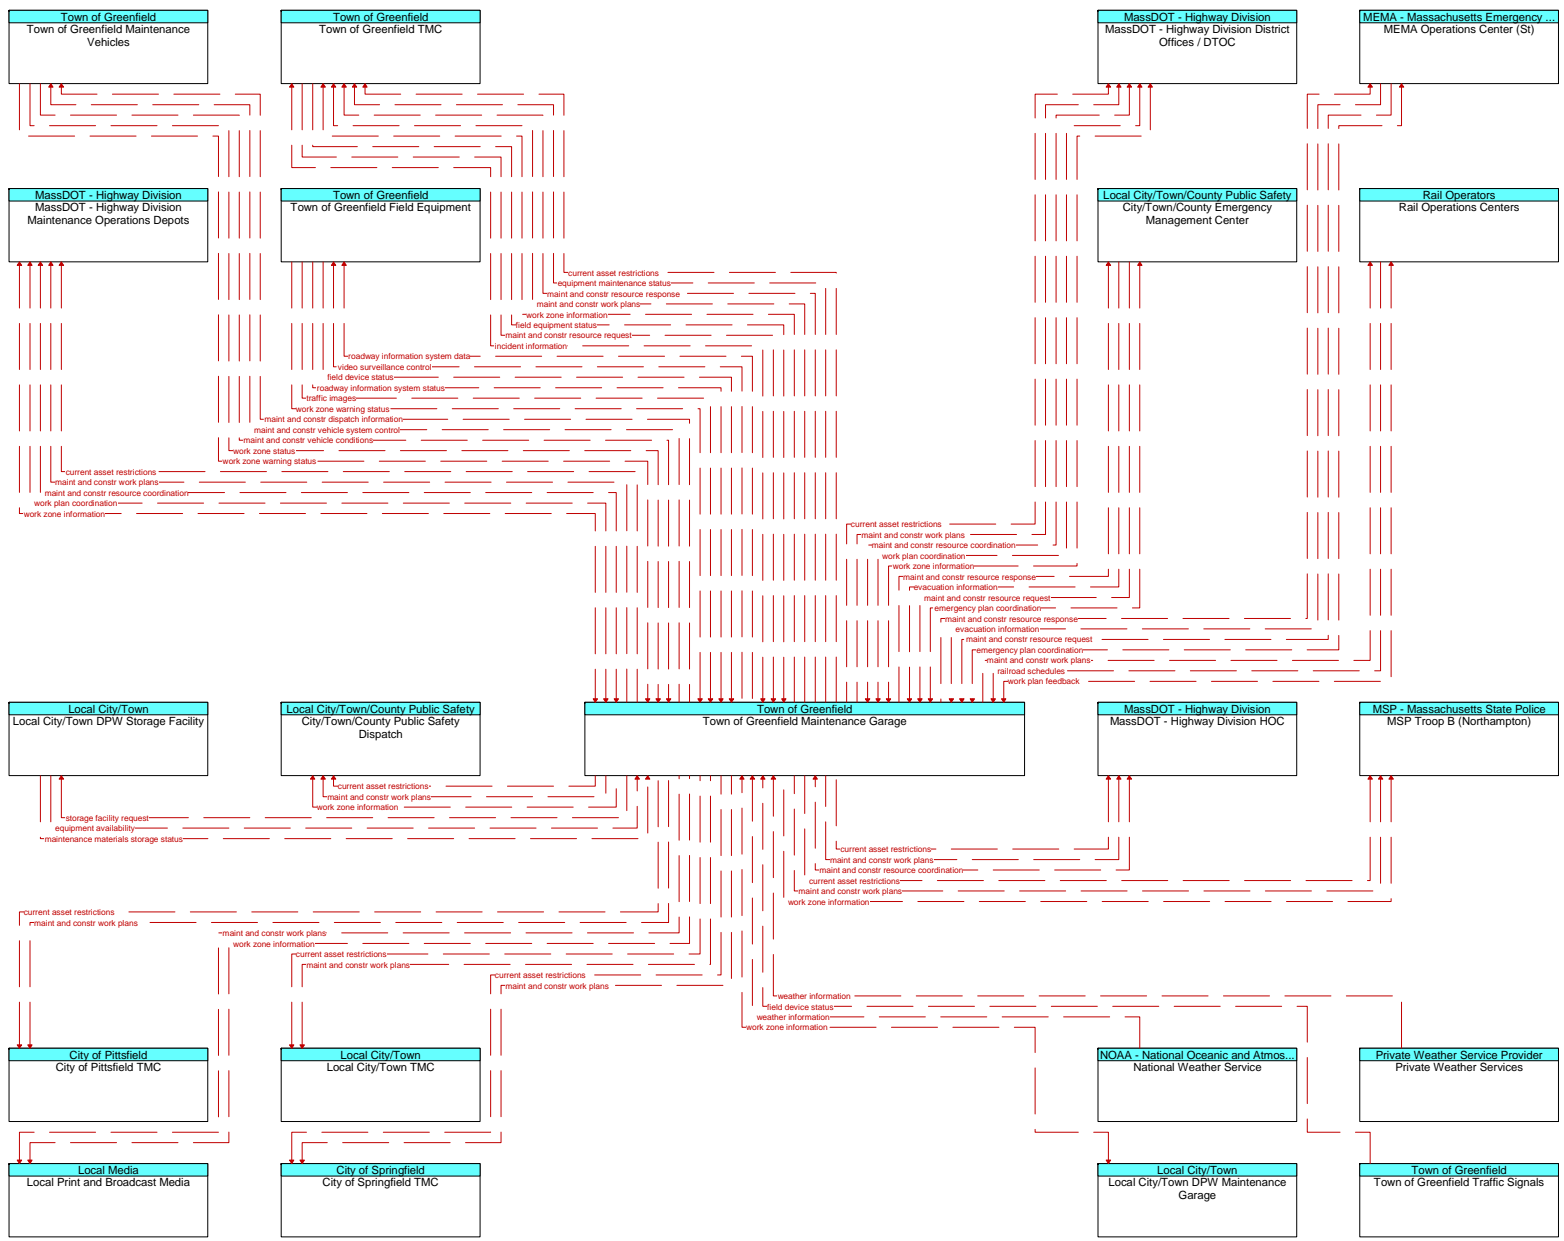 Town of Greenfield
Town of Greenfield Maintenance
Vehicles
Town of Greenfield
Town of Greenfield TMC
MassDOT - Highway Division
MassDOT - Highway Division District
Offices / DTOC
MEMA - Massachusetts Emergency ...
MEMA Operations Center (St)
MassDOT - Highway Division
MassDOT - Highway Division
Maintenance Operations Depots
Town of Greenfield
Town of Greenfield Field Equipment
Local City/Town/County Public Safety
City/Town/County Emergency
Management Center
Rail Operators
Rail Operations Centers
current asset restrictions
equipment maintenance status
maint and constr resource response
maint and constr work plans
work zone information
field equipment status
maint and constr resource request
incident information
roadway information system data
video surveillance control
field device status
roadway information system status
traffic images
work zone warning status
maint and constr dispatch information
maint and constr vehicle system control
maint and constr vehicle conditions
work zone status
work zone warning status
current asset restrictions
maint and constr work plans
maint and constr resource coordination
work plan coordination
work zone information
current asset restrictions
maint and constr work plans
maint and constr resource coordination
work plan coordination
work zone information
maint and constr resource response
evacuation information
maint and constr resource request
emergency plan coordination
maint and constr resource response
evacuation information
maint and constr resource request
emergency plan coordination
maint and constr work plans
railroad schedules
work plan feedback
Local City/Town
Local City/Town DPW Storage Facility
Local City/Town/County Public Safety
City/Town/County Public Safety
Dispatch
Town of Greenfield
Town of Greenfield Maintenance Garage
MassDOT - Highway Division
MassDOT - Highway Division HOC
MSP - Massachusetts State Police
MSP Troop B (Northampton)
current asset restrictions
maint and constr work plans
work zone information
storage facility request
equipment availability
maintenance materials storage status
current asset restrictions
maint and constr work plans
maint and constr resource coordination
current asset restrictions
maint and constr work plans
work zone information
current asset restrictions
maint and constr work plans
maint and constr work plans
work zone information
current asset restrictions
maint and constr work plans
current asset restrictions
maint and constr work plans
weather information
field device status
weather information
work zone information
City of Pittsfield
City of Pittsfield TMC
Local City/Town
Local City/Town TMC
NOAA - National Oceanic and Atmos...
National Weather Service
Private Weather Service Provider
Private Weather Services
Local Media
Local Print and Broadcast Media
City of Springfield
City of Springfield TMC
Local City/Town
Local City/Town DPW Maintenance
Garage
Town of Greenfield
Town of Greenfield Traffic Signals